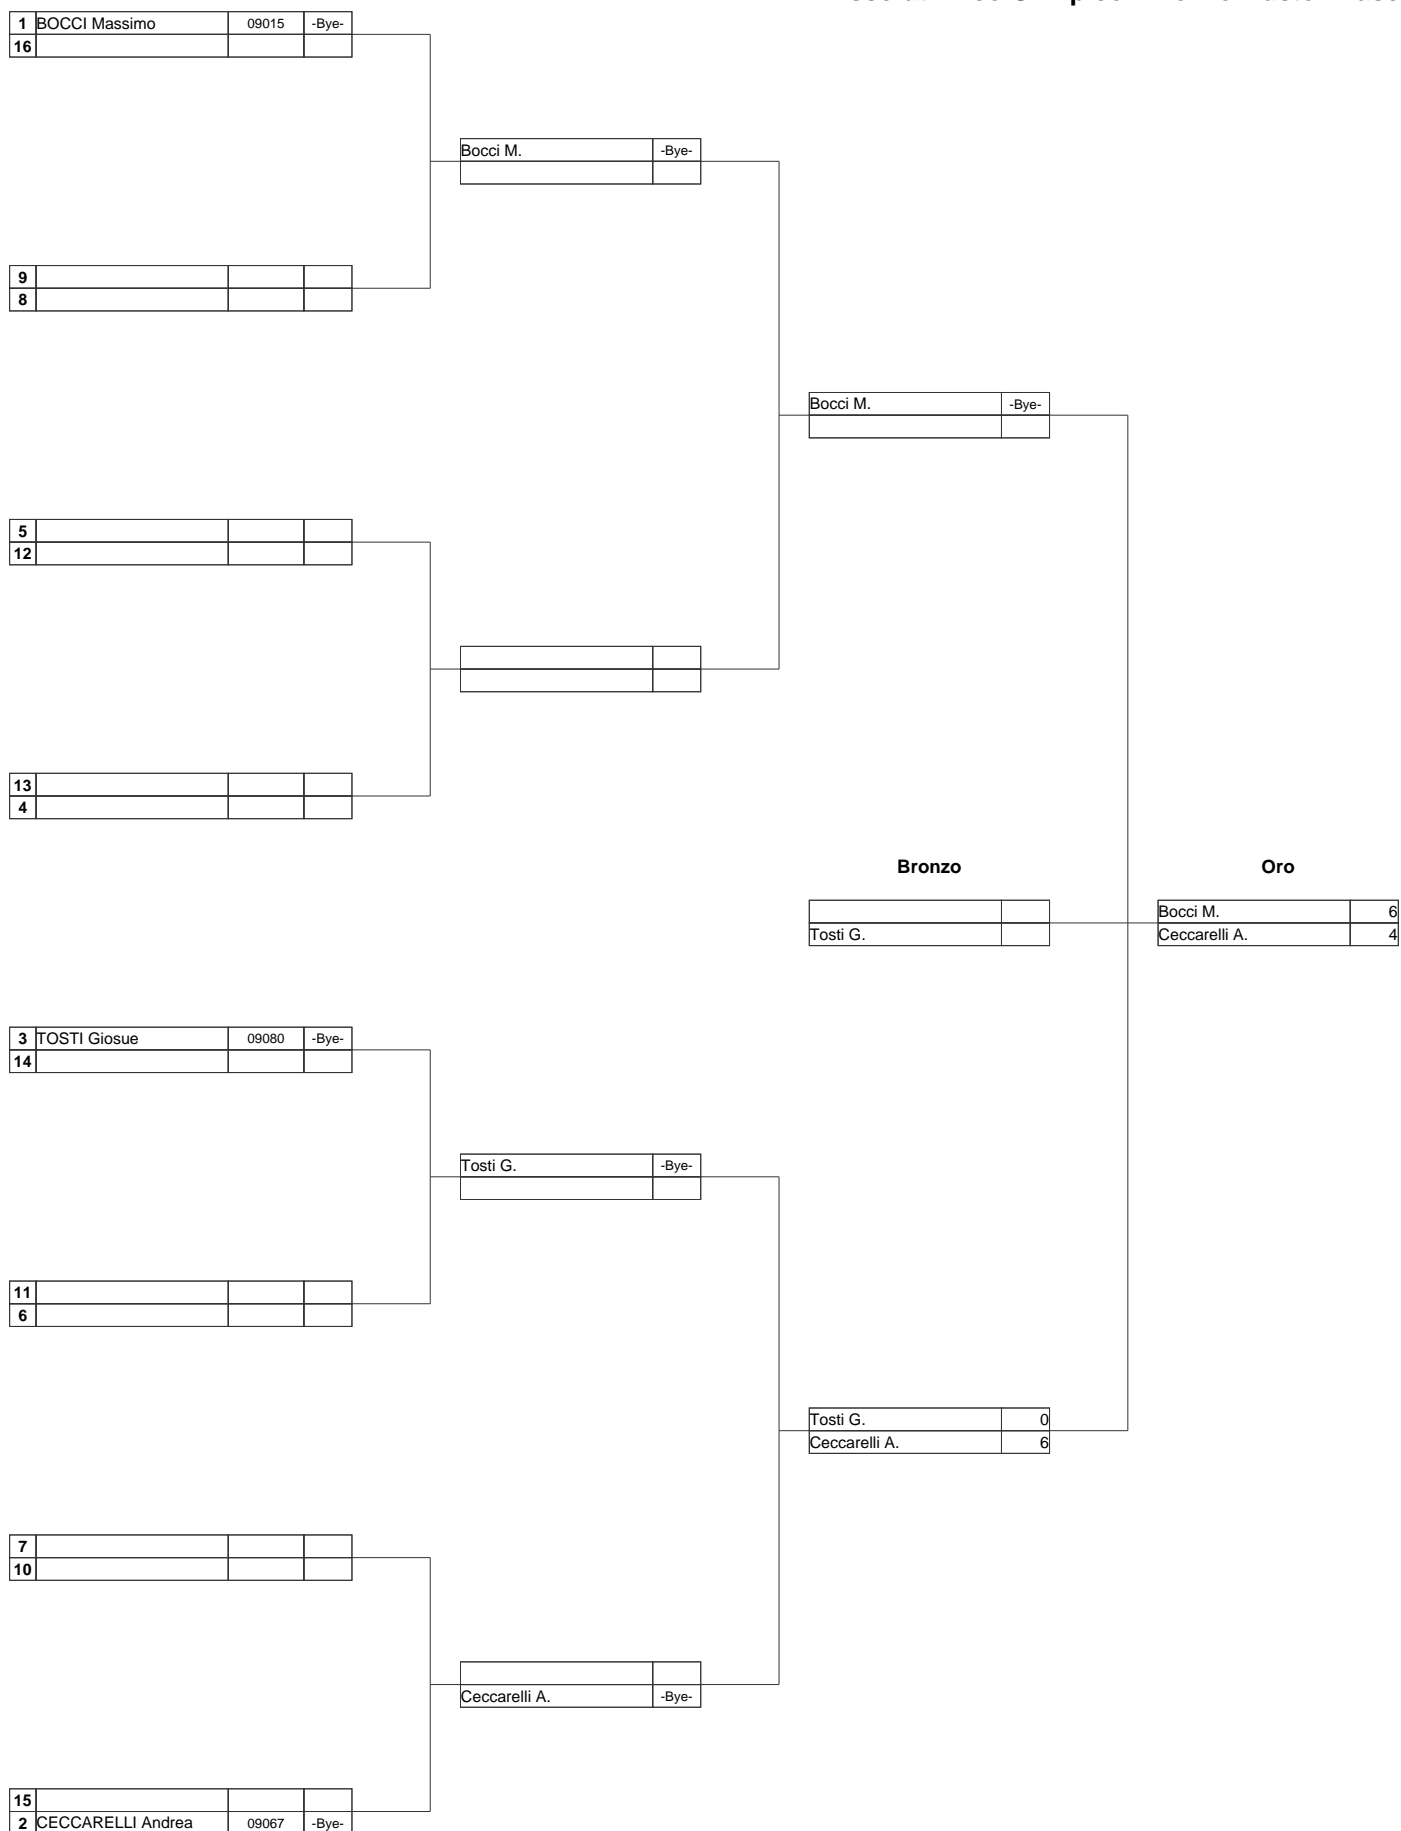 1 BOCCI Massimo 09015 -Bye-
16
Bocci M. -Bye-
9
8
Bocci M. -Bye-
5
12
13
4
Bronzo Oro
Bocci M. 6
Tosti G. Ceccarelli A. 4
3 TOSTI Giosue 09080 -Bye-
14
Tosti G. -Bye-
11
6
Tosti G. 0
Ceccarelli A. 6
7
10
Ceccarelli A. -Bye-
15
2 CECCARELLI Andrea 09067 -Bye-